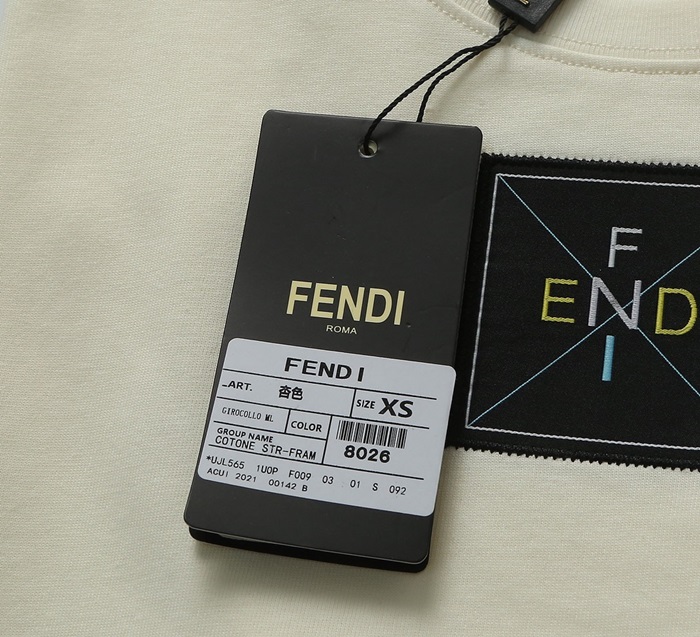 FENDI
ROMA
FENDI
ART. 杏色
SIZE XS
GIROCOLLO ML
COLOR
GROUP NAME
COTONE STR-FRAM
8026
*UJL565 1U0P F009 03 01 S 092
ACUI 2021 00142 B
F
END
I